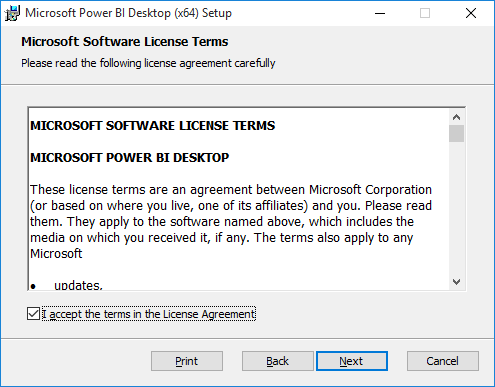 Microsoft Power BI Desktop (x64) Setup
Microsoft Software License Terms
Please read the following license agreement carefully
MICROSOFT SOFTWARE LICENSE TERMS
MICROSOFT POWER BI DESKTOP
These license terms are an agreement between Microsoft Corporation
(or based on where you live, one of its affiliates) and you. Please read
them. They apply to the software named above, which includes the
media on which you received it, if any. The terms also apply to any
Microsoft
• updates,
I accept the terms in the License Agreement
Print Back Next Cancel